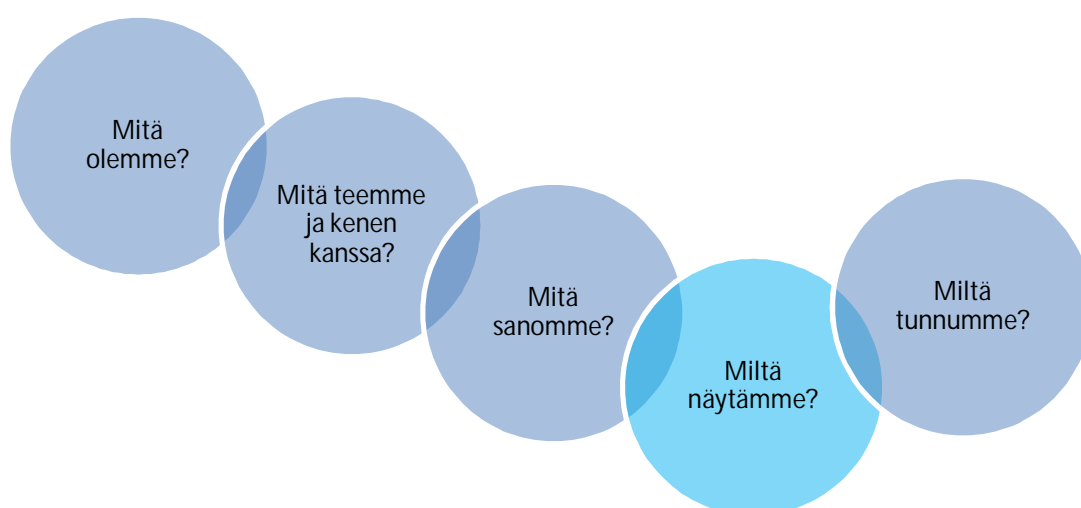 Mitä
olemme?
Mitä teemme
ja kenen
kanssa?
Mitä
sanomme?
Miltä
näytämme?
Miltä
tunnumme?